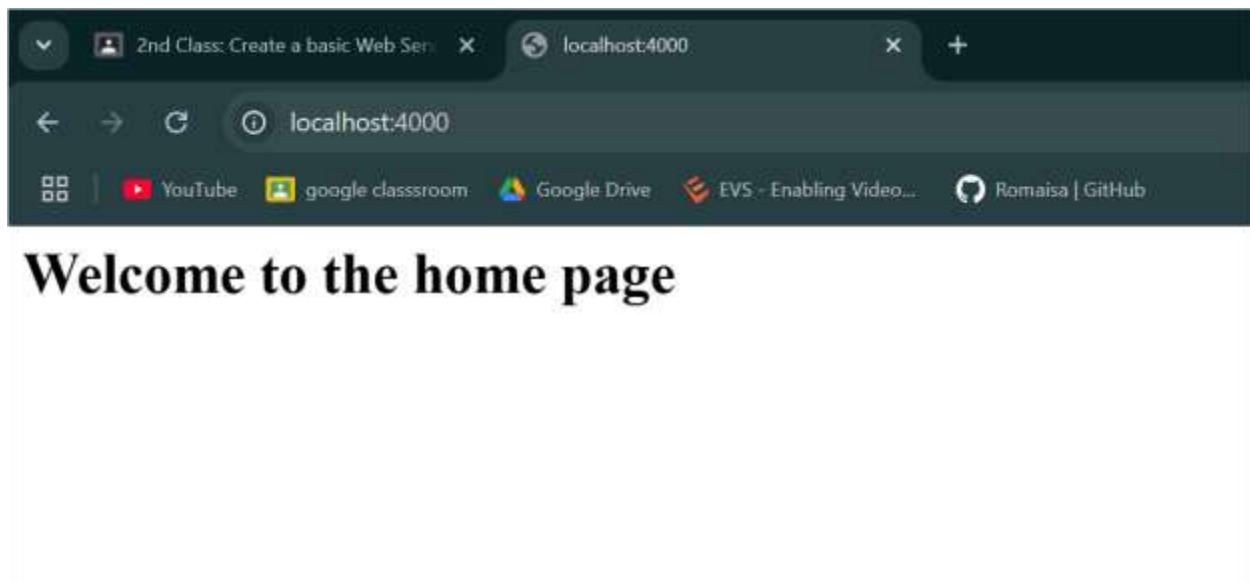 2nd Class: Create a basic Web Ser
localhost:4000
localhost:4000
YouTube google classsroom Google Drive EVS - Enabling Video... Romaisa | GitHub
Welcome to the home page